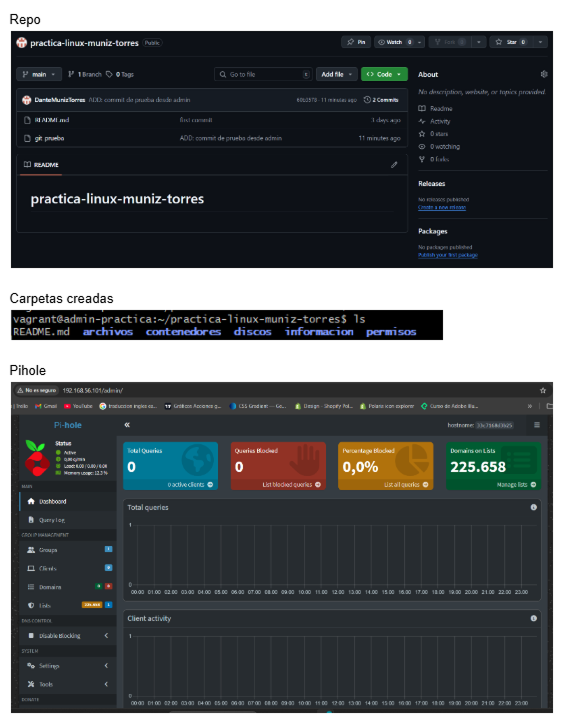 Repo
practica-linux-muniz-torres Public
Pin Watch 0 0 Star 0
main 1 Branch 0 Tags
Go to file Add file Code
DanteMunizTorres ADD: commit de prueba desde admin 11 minutes ago 2 Commits
README.md first commit 3 days ago
ADD: commit de prueba desde admin 11 minutes ago
README
practica-linux-muniz-torres
About
No description, website, or topics provided.
Readme
Activity
0 stars
0 watching
0 forks
Releases
No releases published
Create a new release
Packages
No packages published
Publish your first package
Carpetas creadas
vagrant@admin-practica:~/practica-linux-muniz-torres$ ls
README.md archivos contenedores discos informacion permisos
Pihole
No es seguro 192.168.56.101/admin/
Trello Gmail YouTube traduccion ingles es... Gráficos Acciones g... CSS Gradient — Ge... Design · Shopify Pol... Polaris icon explorer Curso de Adobe Illu...
Pi-hole
hostname:
Status
Active
Memory usage: 12.3 %
MAIN
Dashboard
Query Log
GROUP MANAGEMENT
Groups 1
Clients 0
Domains 0 0
Lists 1
DNS CONTROL
Disable Blocking
SYSTEM
Settings
Tools
DONATE
Total Queries
0
0 active clients
Queries Blocked
0
List blocked queries
Percentage Blocked
0,0%
List all queries
Domains on Lists
225.658
Manage lists
Total queries
1
0
00:00 01:00 02:00 03:00 04:00 05:00 06:00 07:00 08:00 09:00 10:00 11:00 12:00 13:00 14:00 15:00 16:00 17:00 18:00 19:00 20:00 21:00 22:00 23:00
Client activity
1
0
00:00 01:00 02:00 03:00 04:00 05:00 06:00 07:00 08:00 09:00 10:00 11:00 12:00 13:00 14:00 15:00 16:00 17:00 18:00 19:00 20:00 21:00 22:00 23:00